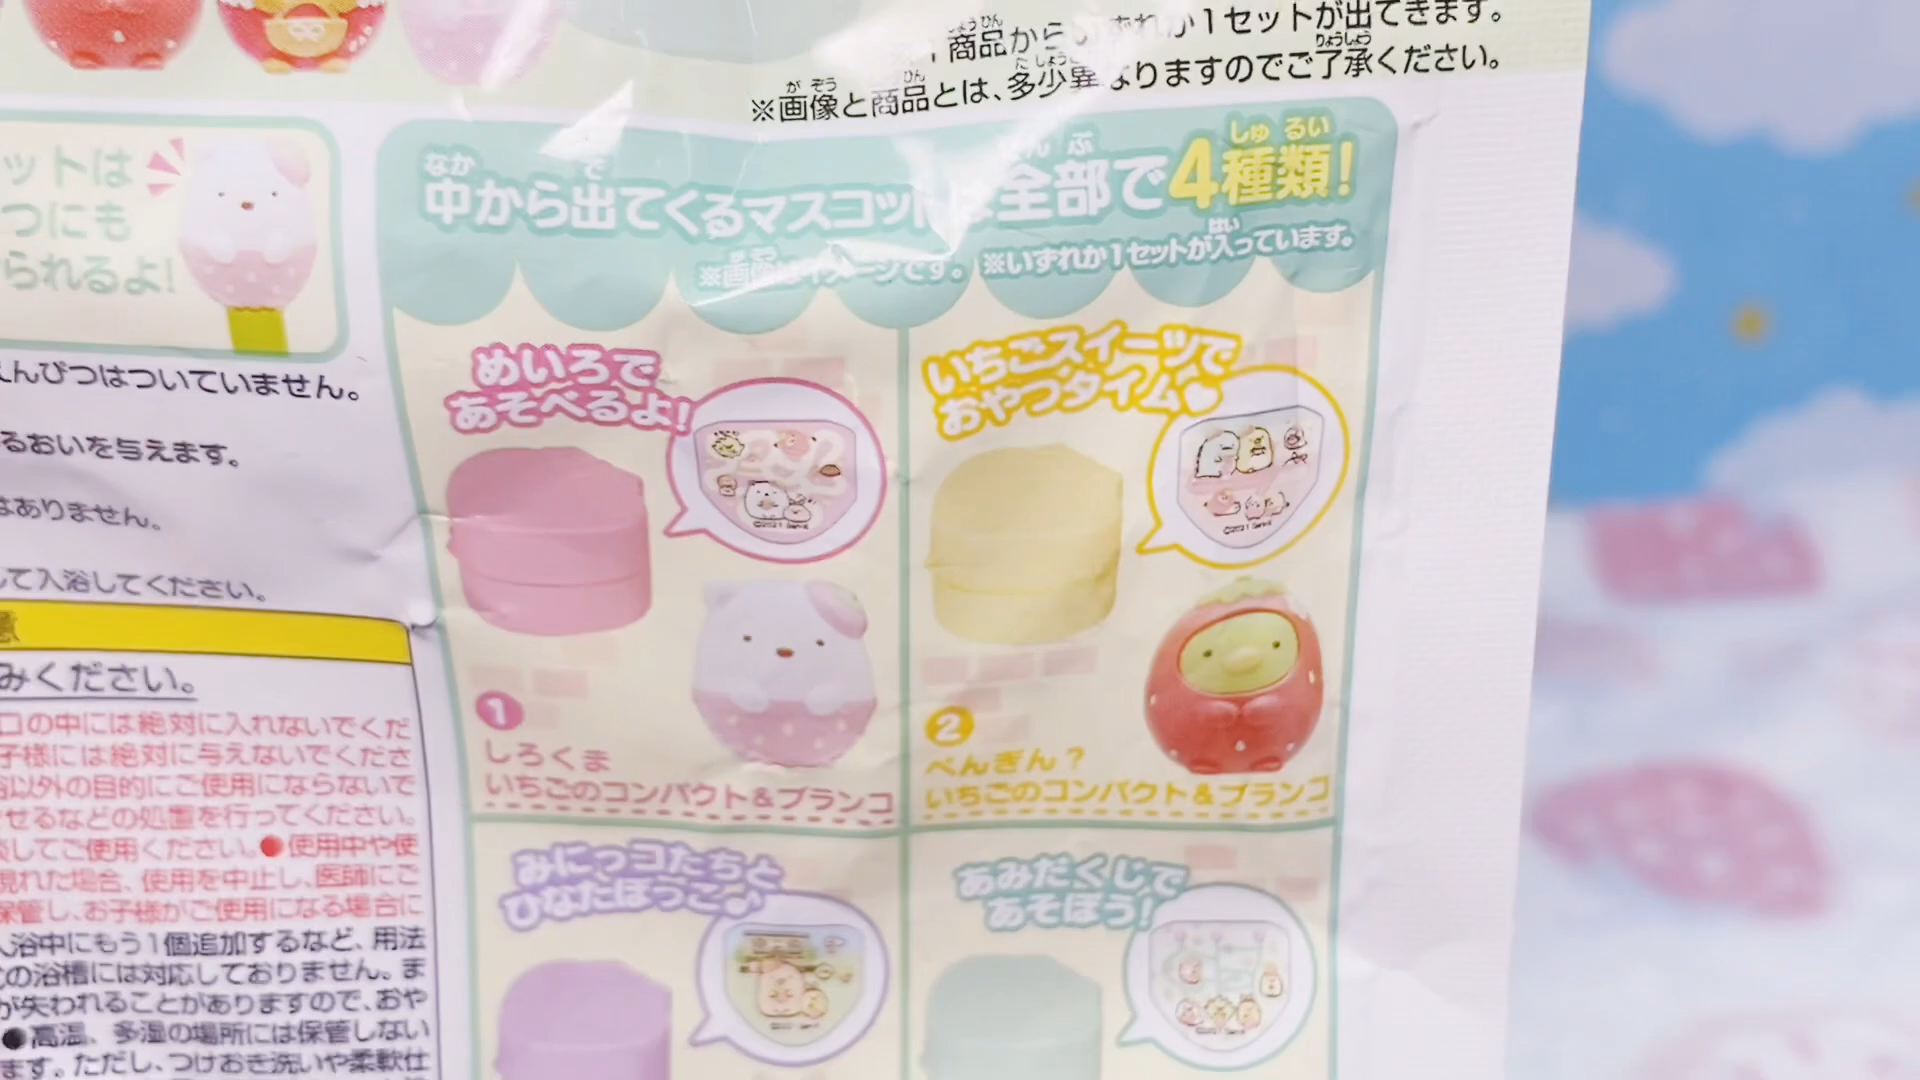 商品からいずれか1セットが出てきます。
※画像と商品とは、多少異なりますのでご了承ください。
ットは
つにも
られるよ!
えんぴつはついていません。
るおいを与えます。
はありません。
して入浴してください。
みください。
口の中には絶対に入れないでくだ
子様には絶対に与えないでくださ
浴以外の目的にご使用にならないで
させるなどの処置を行ってください。
してご使用ください。●使用中や使
現れた場合、使用を中止し、医師にご
保管し、お子様がご使用になる場合に
入浴中にもう1個追加するなど、用法
の浴槽には対応しておりません。ま
が失われることがありますので、おや
●高温、多湿の場所には保管しない
ます。ただし、つけおき洗いや柔軟仕
中から出てくるマスコットは全部で4種類!
※画像はイメージです。 ※いずれか1セットが入っています。
めいろで
あそべるよ!
1
しろくま
いちごのコンパクト&ブランコ
いちごスイーツで
おやつタイム♥
2
ぺんぎん?
いちごのコンパクト&ブランコ
みにっコたちと
ひなたぼっこ♪
あみだくじで
あそぼう!